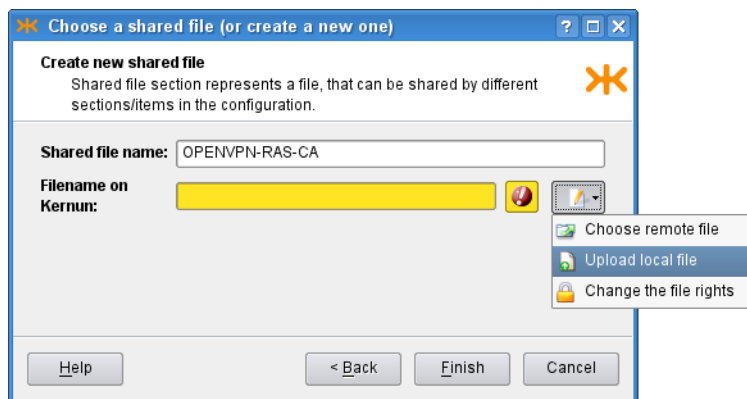 Choose a shared file (or create a new one)
Create new shared file
Shared file section represents a file, that can be shared by different
sections/items in the configuration.
Shared file name: OPENVPN-RAS-CA
Filename on
Kernun:
Choose remote file
Upload local file
Change the file rights
Help
< Back
Finish
Cancel